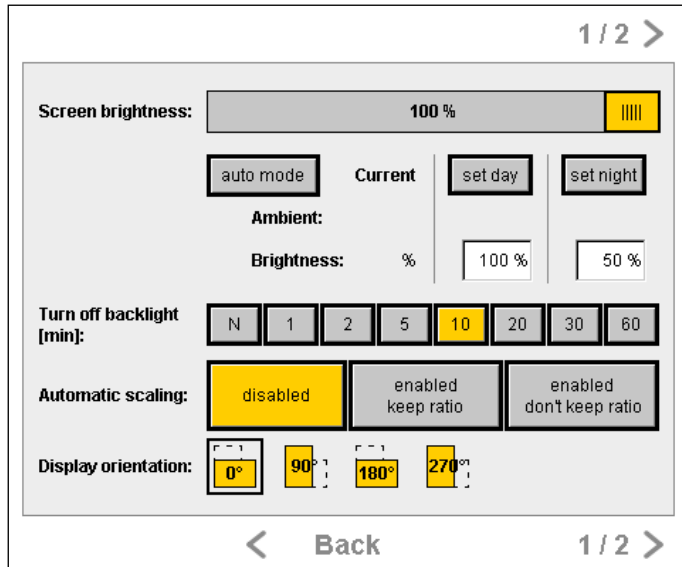 1 / 2 >
Screen brightness: 100 %
auto mode Current set day set night
Ambient:
Brightness: % 100 % 50 %
Turn off backlight
[min]:
N 1 2 5 10 20 30 60
Automatic scaling:
disabled
enabled
keep ratio
enabled
don't keep ratio
Display orientation: 0° 90° 180° 270°
< Back 1 / 2 >